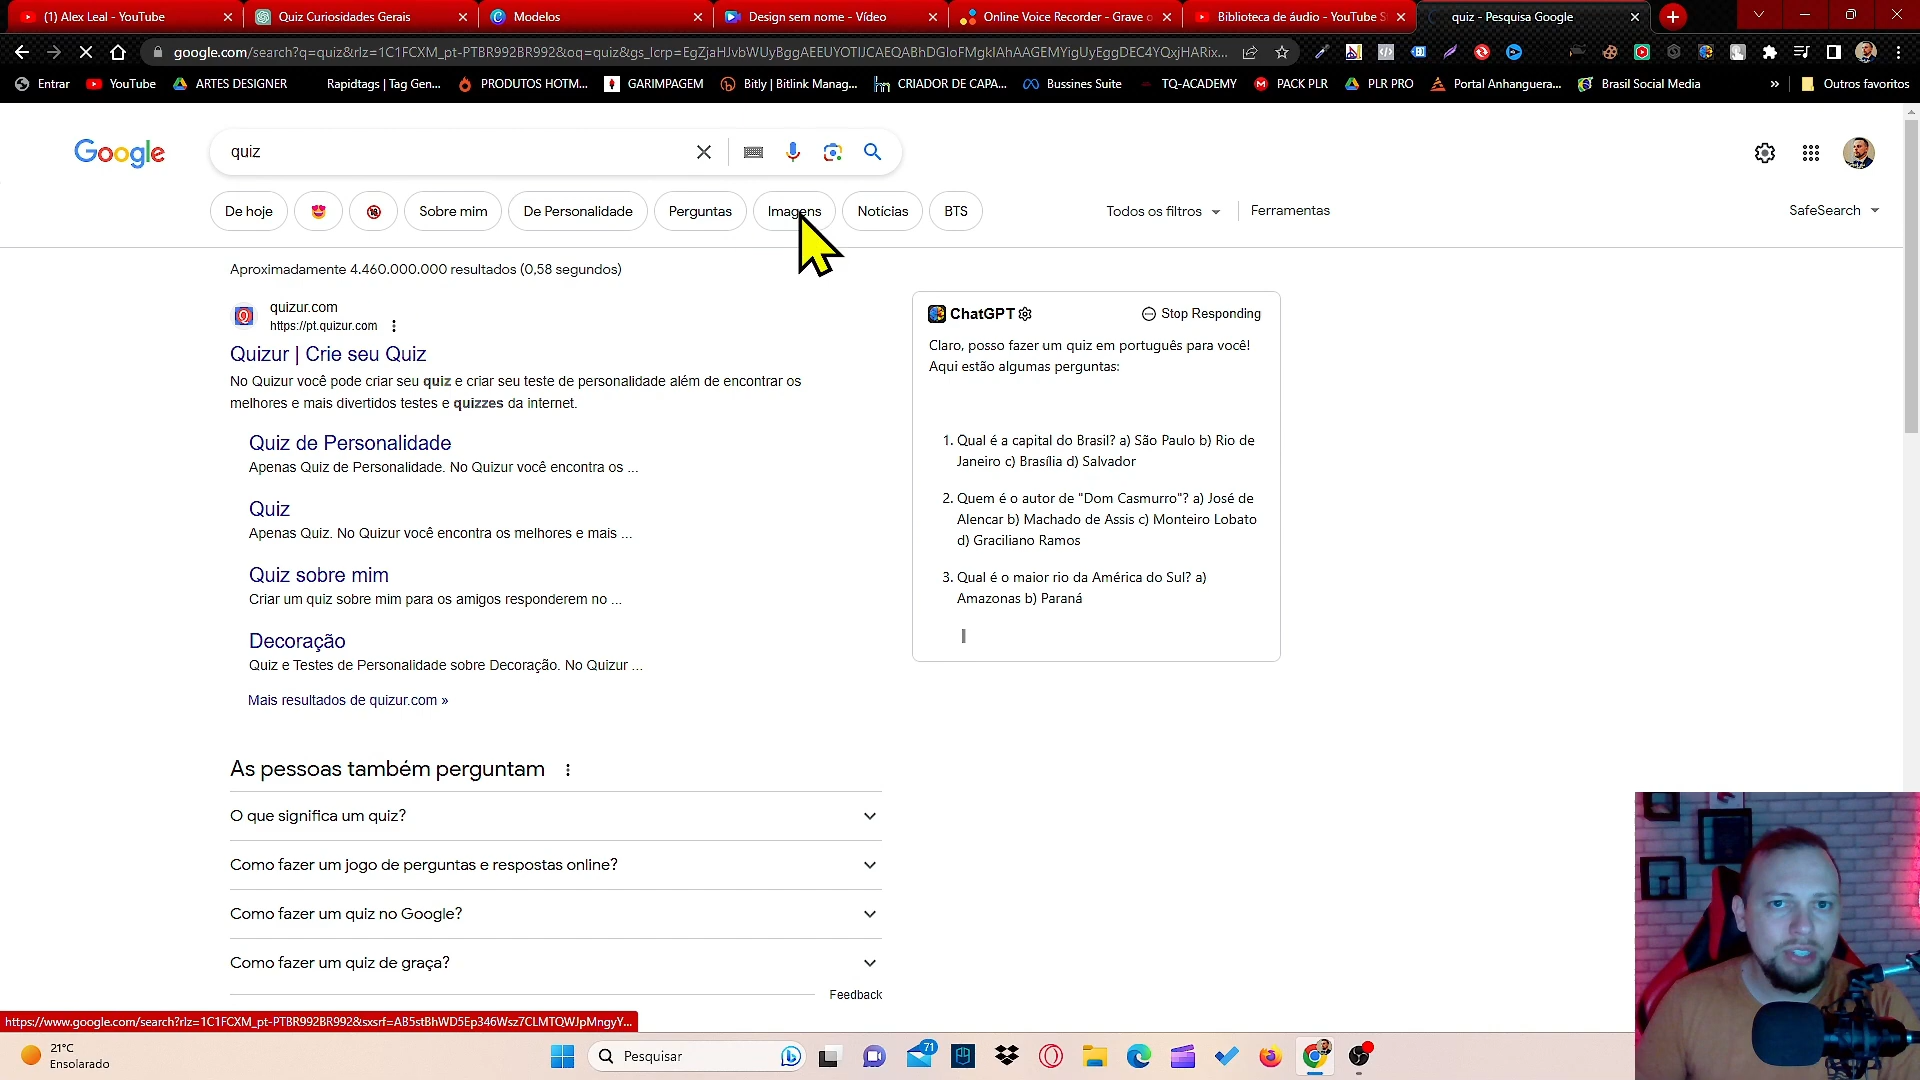 (1) Alex Leal - YouTube
Quiz Curiosidades Gerais
Modelos
Design sem nome - Vídeo
Online Voice Recorder - Grave o
Biblioteca de áudio - YouTube S
quiz - Pesquisa Google
google.com/search?q=quiz&rlz=1C1FCXM_pt-PTBR992BR992&oq=quiz&gs_lcrp=EgZjaHJvbWUyBggAEEUYOTIJCAEQABhDGIoFMgkIAhAAGEMYigUyEggDEC4YQxjHARix...
Entrar
YouTube
ARTES DESIGNER
Rapidtags | Tag Gen...
PRODUTOS HOTM...
GARIMPAGEM
Bitly | Bitlink Manag...
CRIADOR DE CAPA...
Bussines Suite
TQ-ACADEMY
PACK PLR
PLR PRO
Portal Anhanguera...
Brasil Social Media
»
Outros favoritos
Google
quiz
De hoje
Sobre mim
De Personalidade
Perguntas
Imagens
Notícias
BTS
Todos os filtros
Ferramentas
SafeSearch
Aproximadamente 4.460.000.000 resultados (0,58 segundos)
quizur.com
https://pt.quizur.com
Quizur | Crie seu Quiz
No Quizur você pode criar seu quiz e criar seu teste de personalidade além de encontrar os
melhores e mais divertidos testes e quizzes da internet.
Quiz de Personalidade
Apenas Quiz de Personalidade. No Quizur você encontra os ...
Quiz
Apenas Quiz. No Quizur você encontra os melhores e mais ...
Quiz sobre mim
Criar um quiz sobre mim para os amigos responderem no ...
Decoração
Quiz e Testes de Personalidade sobre Decoração. No Quizur ...
Mais resultados de quizur.com »
As pessoas também perguntam
O que significa um quiz?
Como fazer um jogo de perguntas e respostas online?
Como fazer um quiz no Google?
Como fazer um quiz de graça?
Feedback
ChatGPT
Stop Responding
Claro, posso fazer um quiz em português para você!
Aqui estão algumas perguntas:
1. Qual é a capital do Brasil? a) São Paulo b) Rio de
Janeiro c) Brasília d) Salvador
2. Quem é o autor de "Dom Casmurro"? a) José de
Alencar b) Machado de Assis c) Monteiro Lobato
d) Graciliano Ramos
3. Qual é o maior rio da América do Sul? a)
Amazonas b) Paraná
https://www.google.com/search?rlz=1C1FCXM_pt-PTBR992BR992&sxsrf=AB5stBhWD5Ep346Wsz7CLMTQWJpMngyY...
21°C
Ensolarado
Pesquisar
71